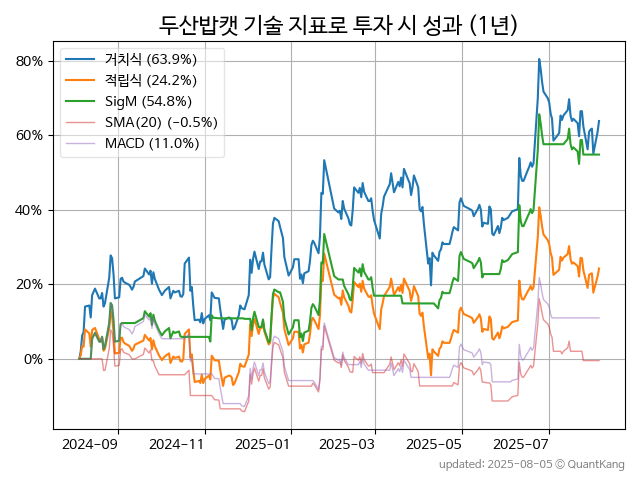 두산밥캣 기술 지표로 투자 시 성과 (1년)
거치식 (63.9%)
적립식 (24.2%)
SigM (54.8%)
SMA(20) (−0.5%)
MACD (11.0%)
80%
60%
40%
20%
0%
2024-09 2024-11 2025-01 2025-03 2025-05 2025-07
updated: 2025-08-05 © QuantKang